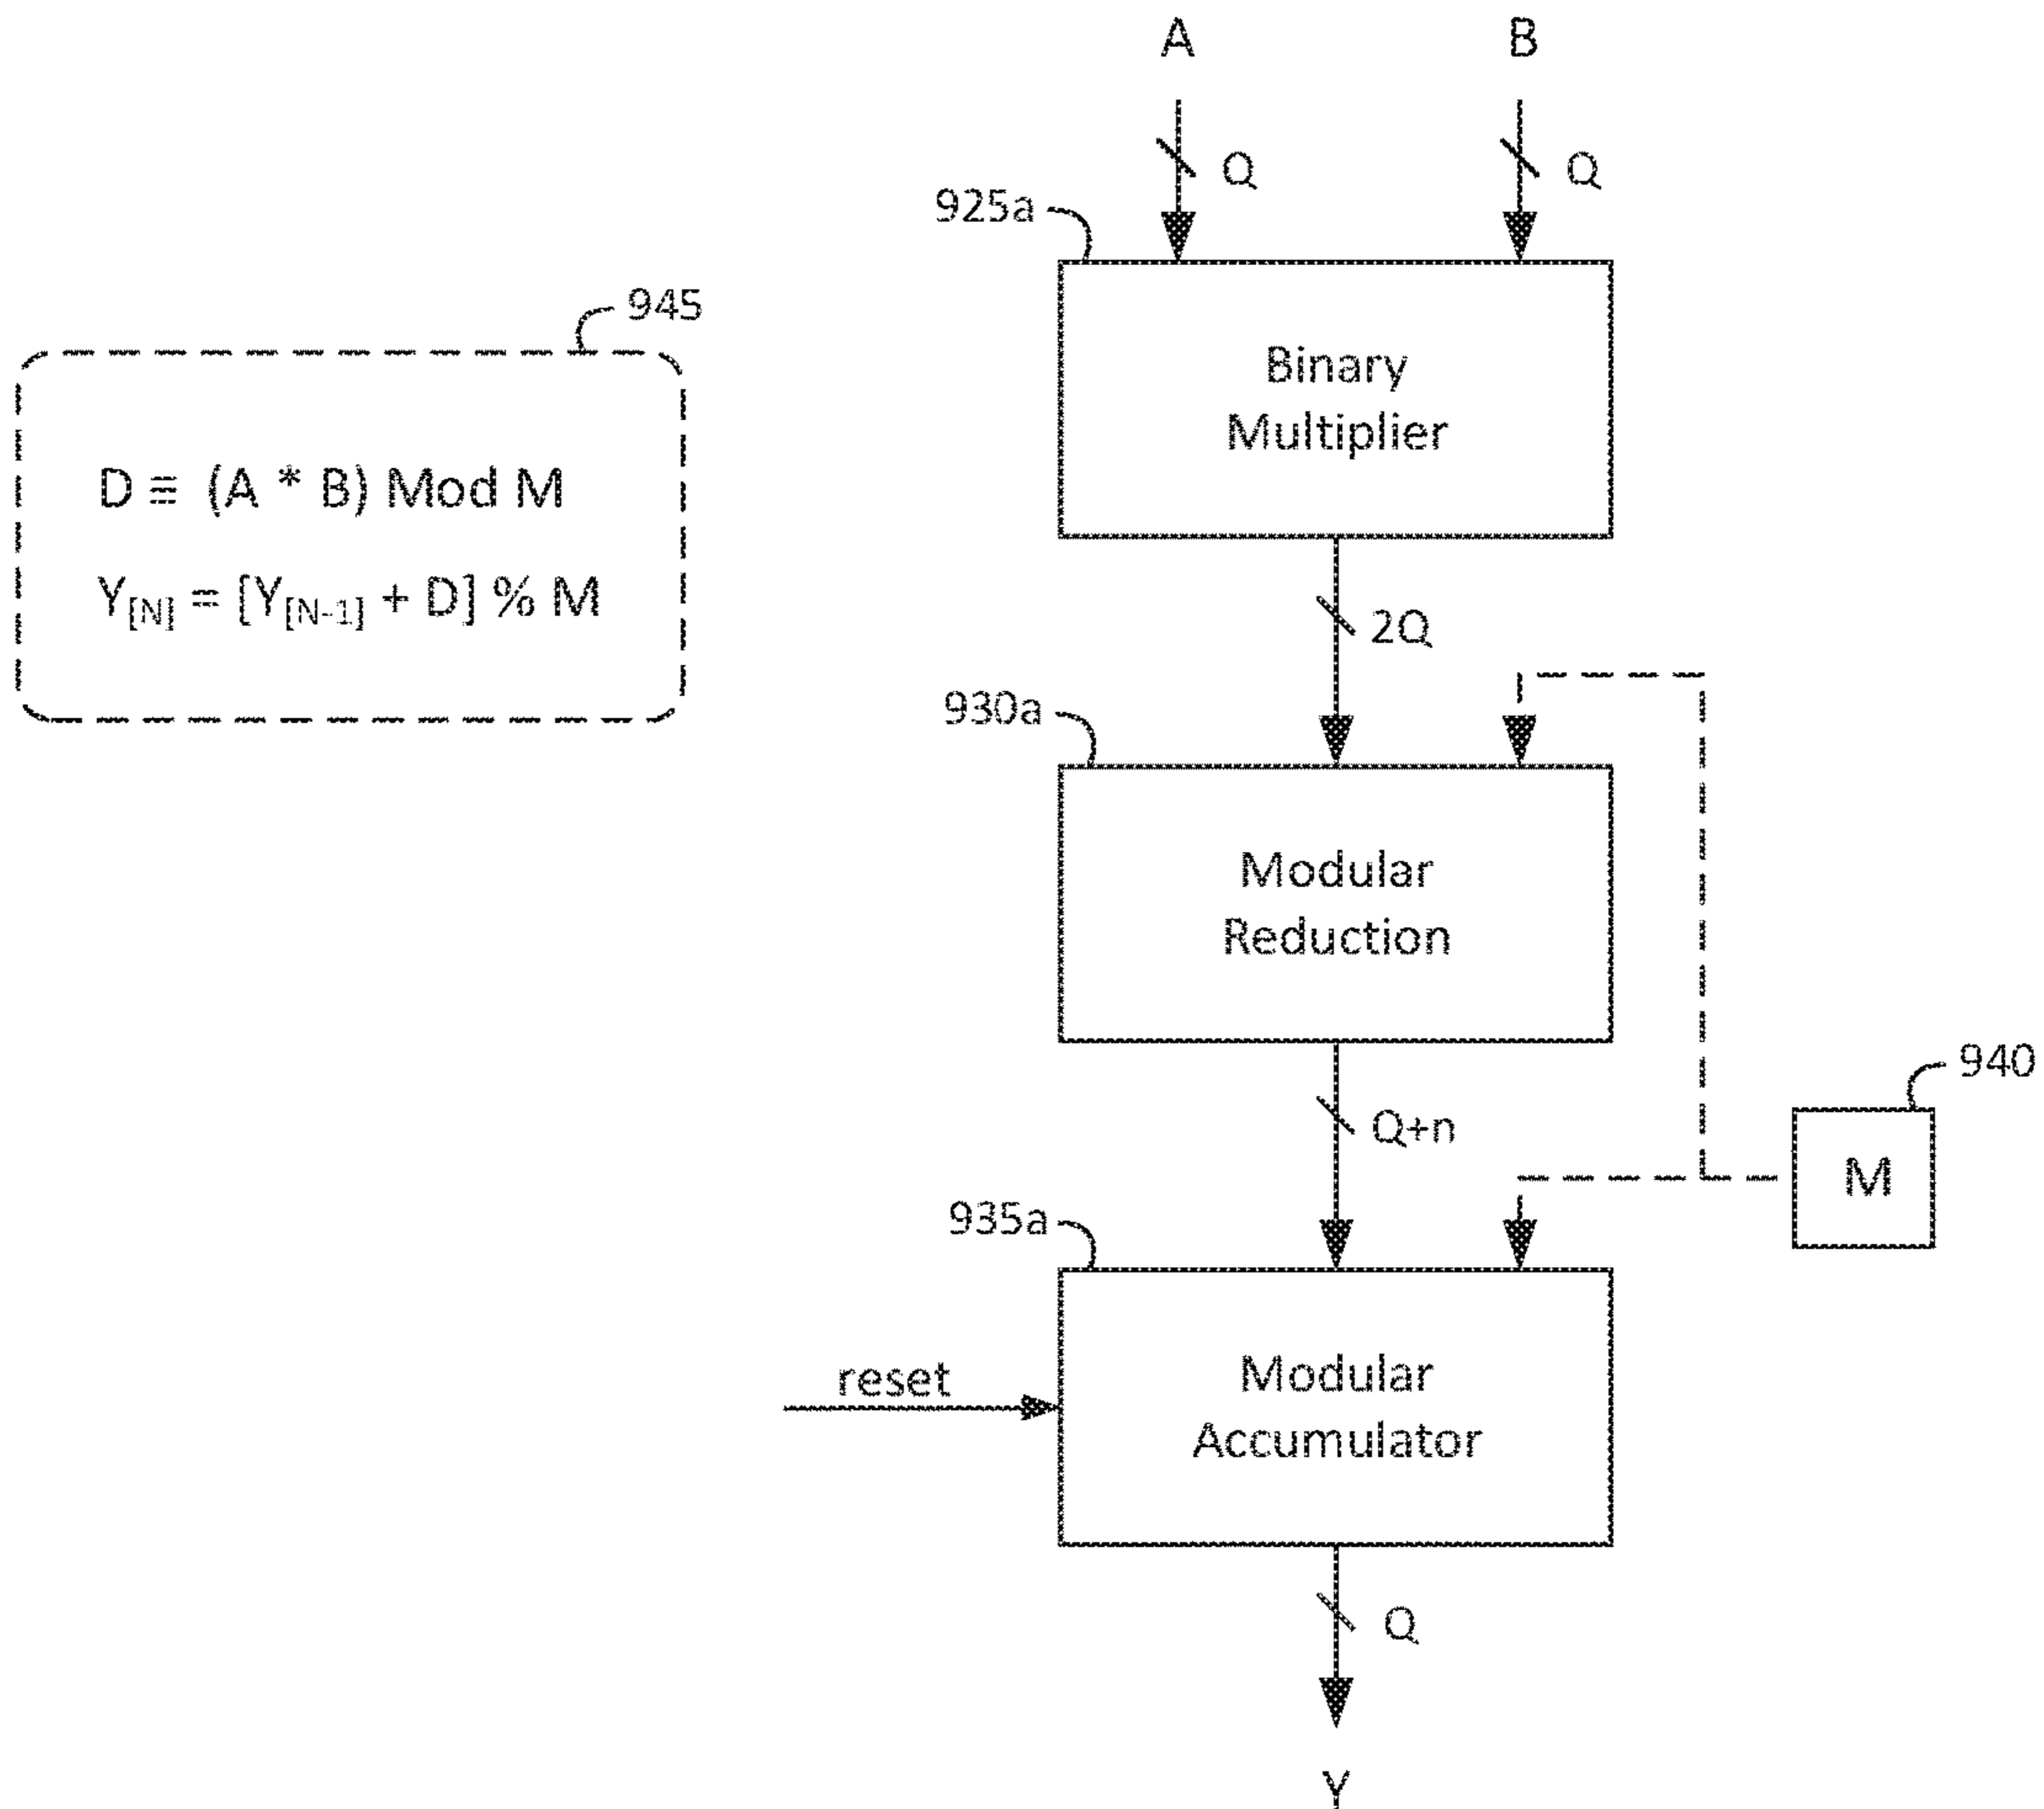 A
B
Q
Q
925a
945
Binary
Multiplier
D ≡ (A * B) Mod M
Y[N] = [Y[N-1] + D] % M
2Q
930a
Modular
Reduction
940
Q+n
M
935a
reset
Modular
Accumulator
Q
Y